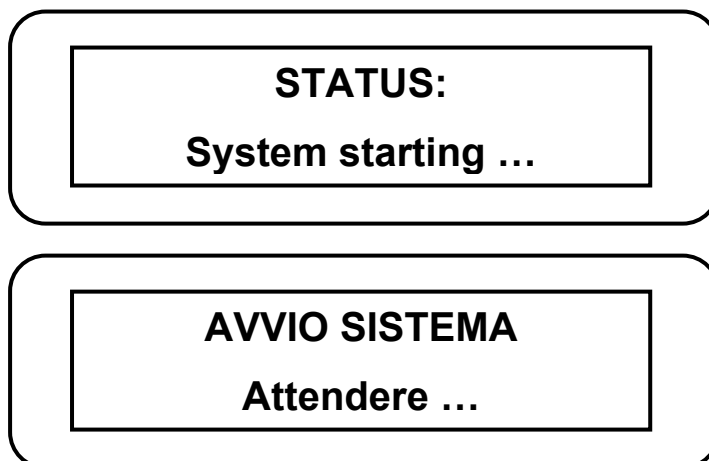 STATUS:
System starting …
AVVIO SISTEMA
Attendere …